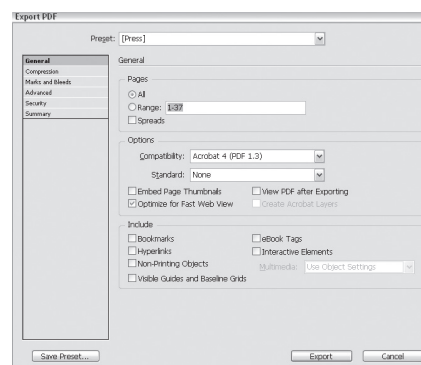 Export PDF
Preset: [Press]
General
Compression
Marks and Bleeds
Advanced
Security
Summary
General
Pages
All
Range: 1-37
Spreads
Options
Compatibility: Acrobat 4 (PDF 1.3)
Standard: None
Embed Page Thumbnails View PDF after Exporting
Optimize for Fast Web View Create Acrobat Layers
Include
Bookmarks eBook Tags
Hyperlinks Interactive Elements
Non-Printing Objects Multimedia: Use Object Settings
Visible Guides and Baseline Grids
Save Preset... Export Cancel